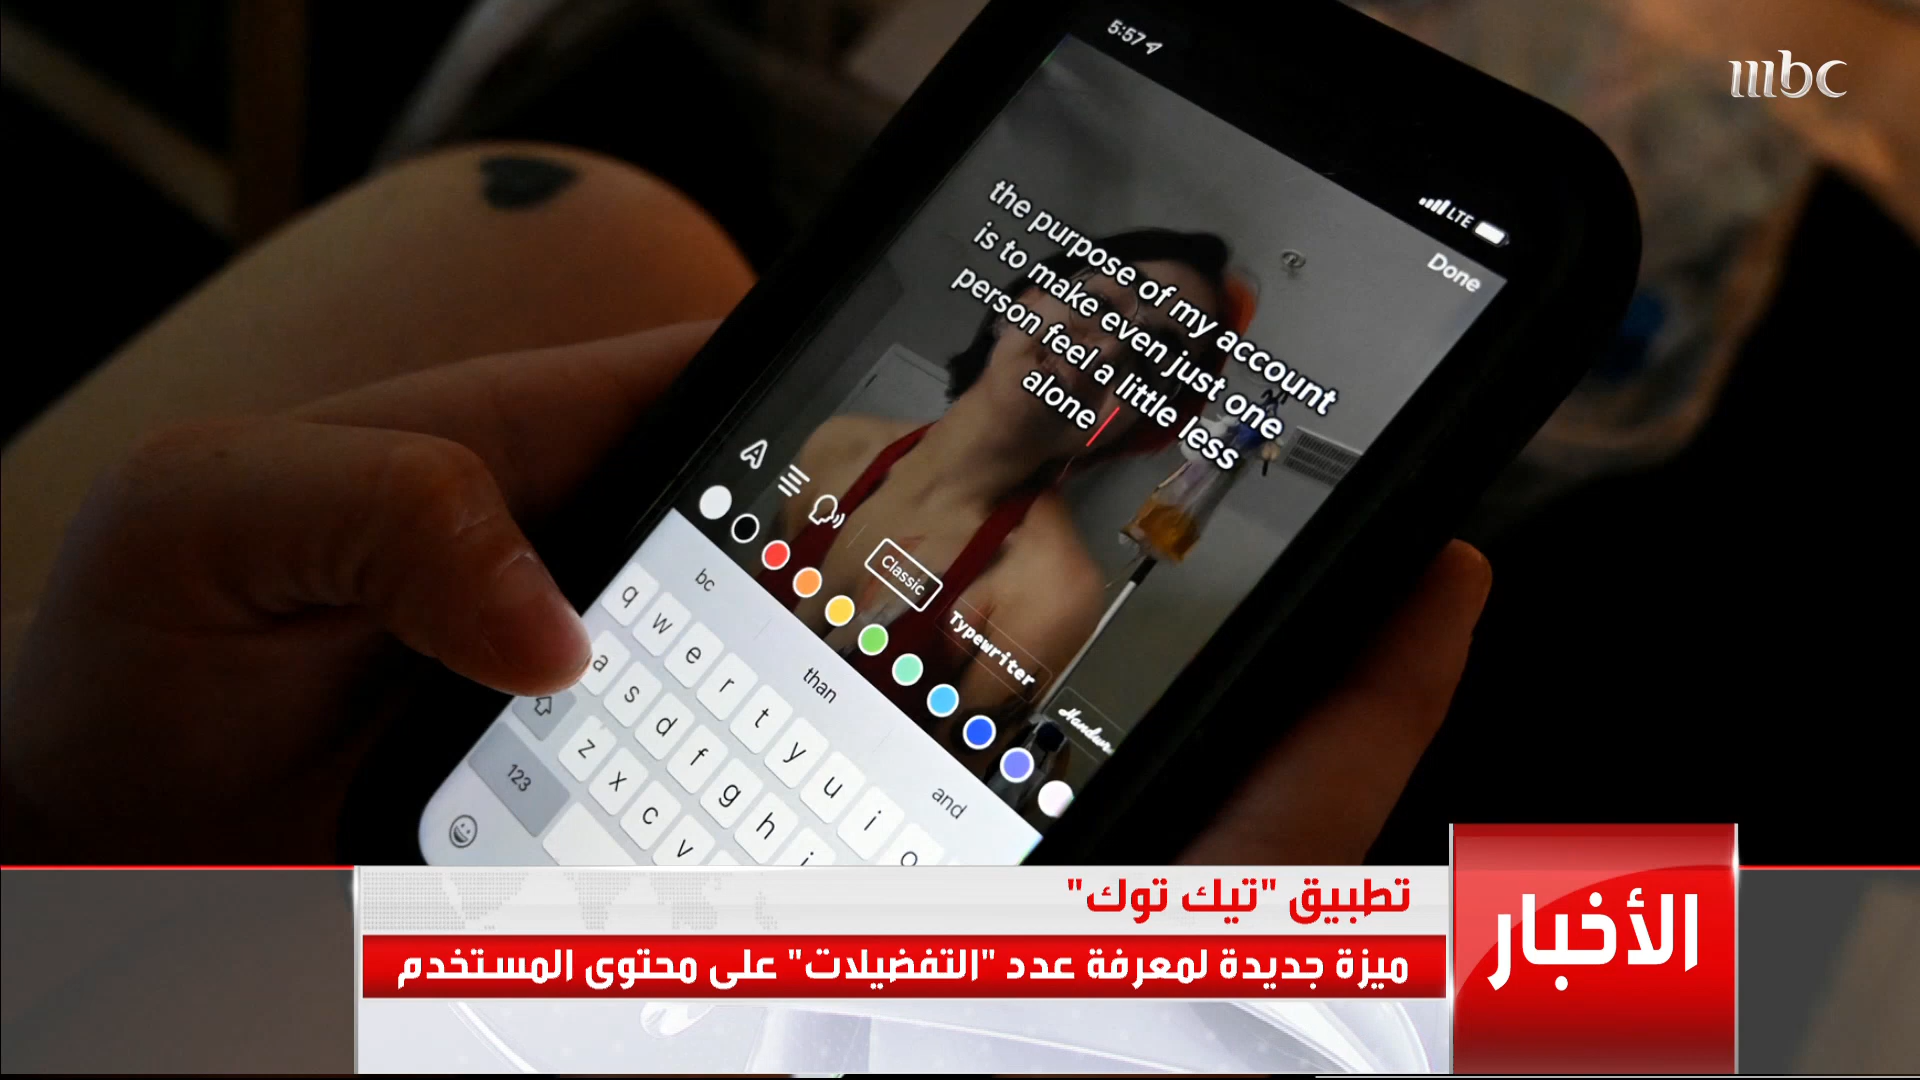 5:57
mbc
LTE
Done
the purpose of my account
is to make even just one
person feel a little less
alone
A
Classic
Typewriter
bc
than
and
q w e r t y u i o
a s d f g h j
z x c v
123
تطبيق "تيك توك"
ميزة جديدة لمعرفة عدد "التفضيلات" على محتوى المستخدم
الأخبار